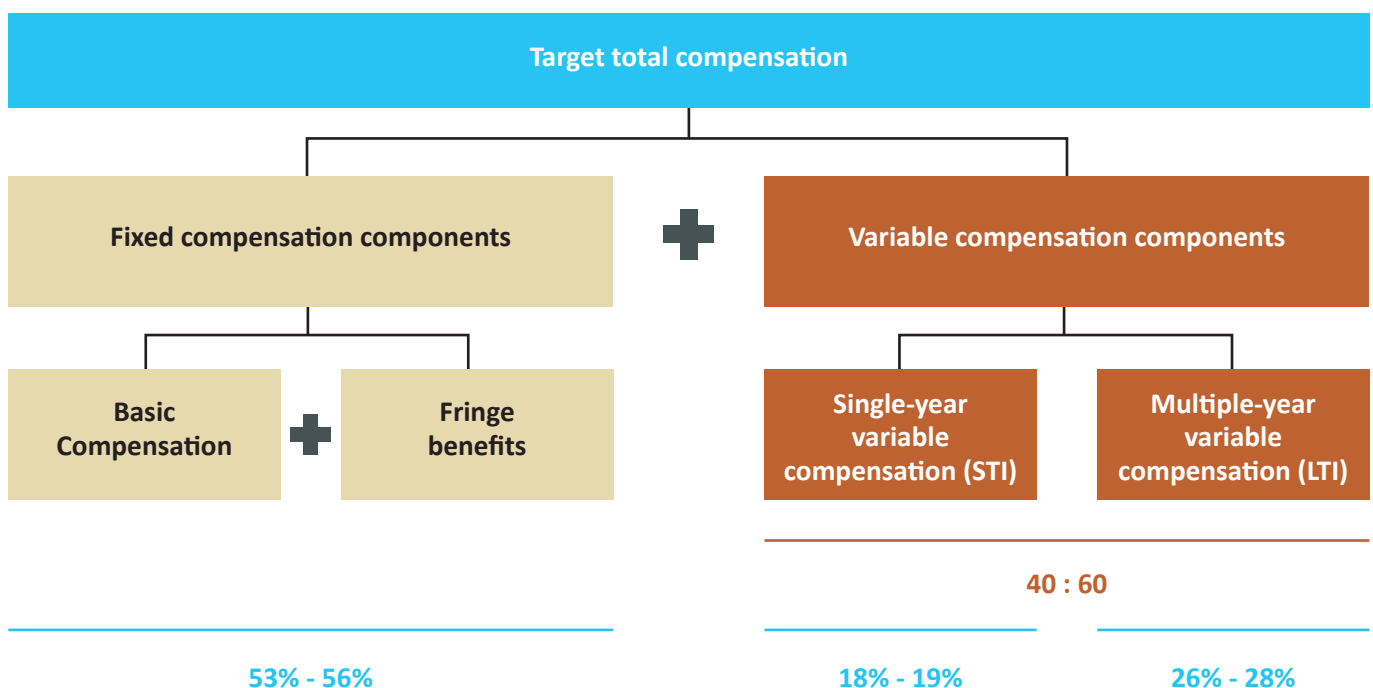 Target total compensation
Fixed compensation components
Variable compensation components
Basic
Compensation
Fringe
benefits
Single-year
variable
compensation (STI)
Multiple-year
variable
compensation (LTI)
40 : 60
53% - 56%
18% - 19%
26% - 28%